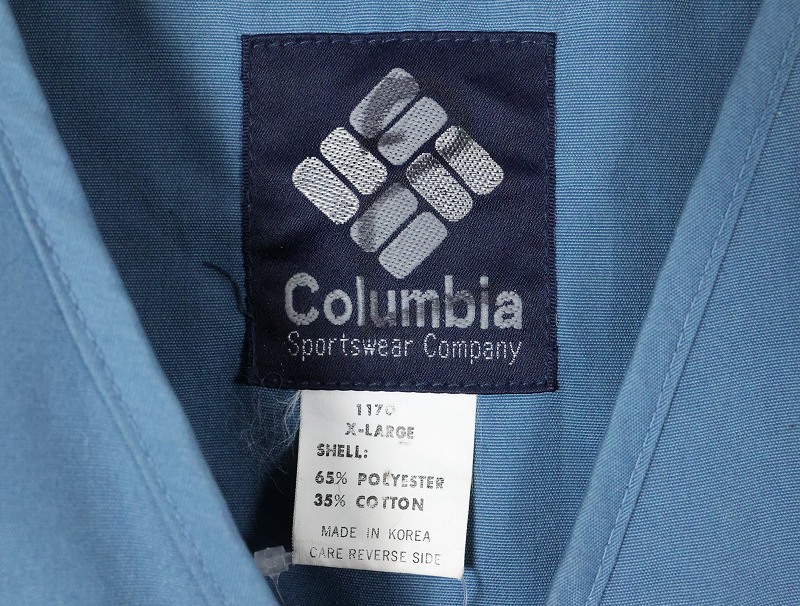 Columbia
Sportswear Company
1170
X-LARGE
SHELL:
65% POLYESTER
35% COTTON
MADE IN KOREA
CARE REVERSE SIDE